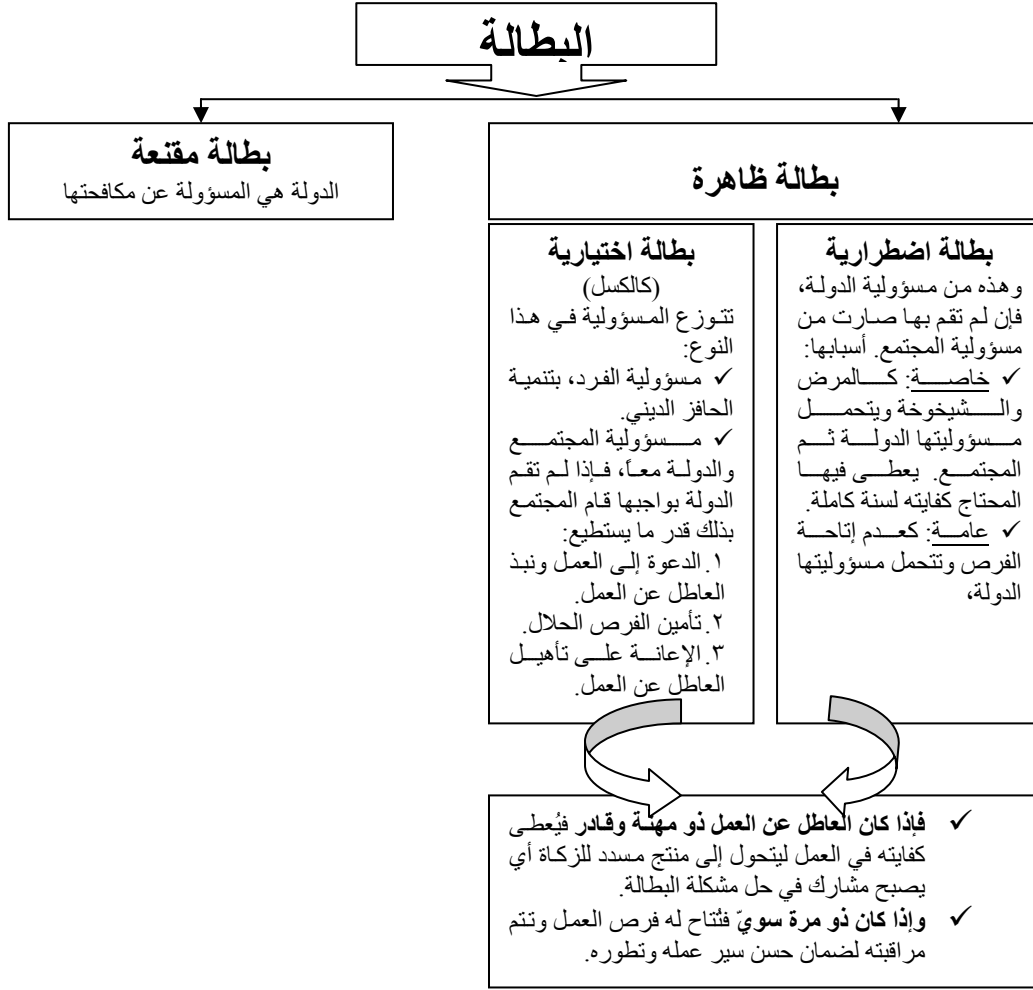 البطالة
بطالة ظاهرة
بطالة مقنعة
الدولة هي المسؤولة عن مكافحتها
بطالة اضطرارية
وهذه من مسؤولية الدولة،
فإن لم تقم بها صارت من
مسؤولية المجتمع. أسبابها:
✓ خاصة: كالمرض
والشيخوخة ويتحمل
مسؤوليتها الدولة ثم
المجتمع. يعطى فيها
المحتاج كفايته لسنة كاملة.
✓ عامة: كعدم إتاحة
الفرص وتتحمل مسؤوليتها
الدولة،
بطالة اختيارية
(كالكسل)
تتوزع المسؤولية في هذا
النوع:
✓ مسؤولية الفرد، بتنمية
الحافز الديني.
✓ مسؤولية المجتمع
والدولة معاً، فإذا لم تقم
الدولة بواجبها قام المجتمع
بذلك قدر ما يستطيع:
١. الدعوة إلى العمل ونبذ
العاطل عن العمل.
٢. تأمين الفرص الحلال.
٣. الإعانة على تأهيل
العاطل عن العمل.
✓ فإذا كان العاطل عن العمل ذو مهنة وقادر فيُعطى
كفايته في العمل ليتحول إلى منتج مسدد للزكاة أي
يصبح مشارك في حل مشكلة البطالة.
✓ وإذا كان ذو مرة سويّ فتُتاح له فرص العمل وتتم
مراقبته لضمان حسن سير عمله وتطوره.